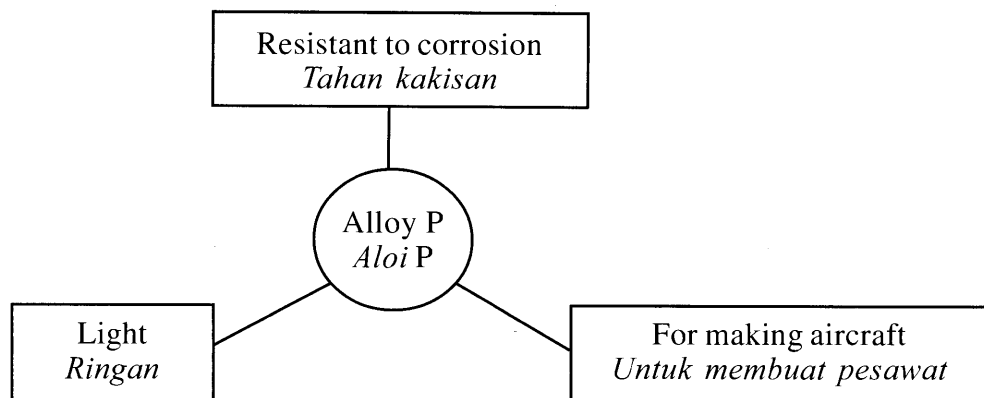 Resistant to corrosion
Tahan kakisan
Alloy P
Aloi P
Light
Ringan
For making aircraft
Untuk membuat pesawat